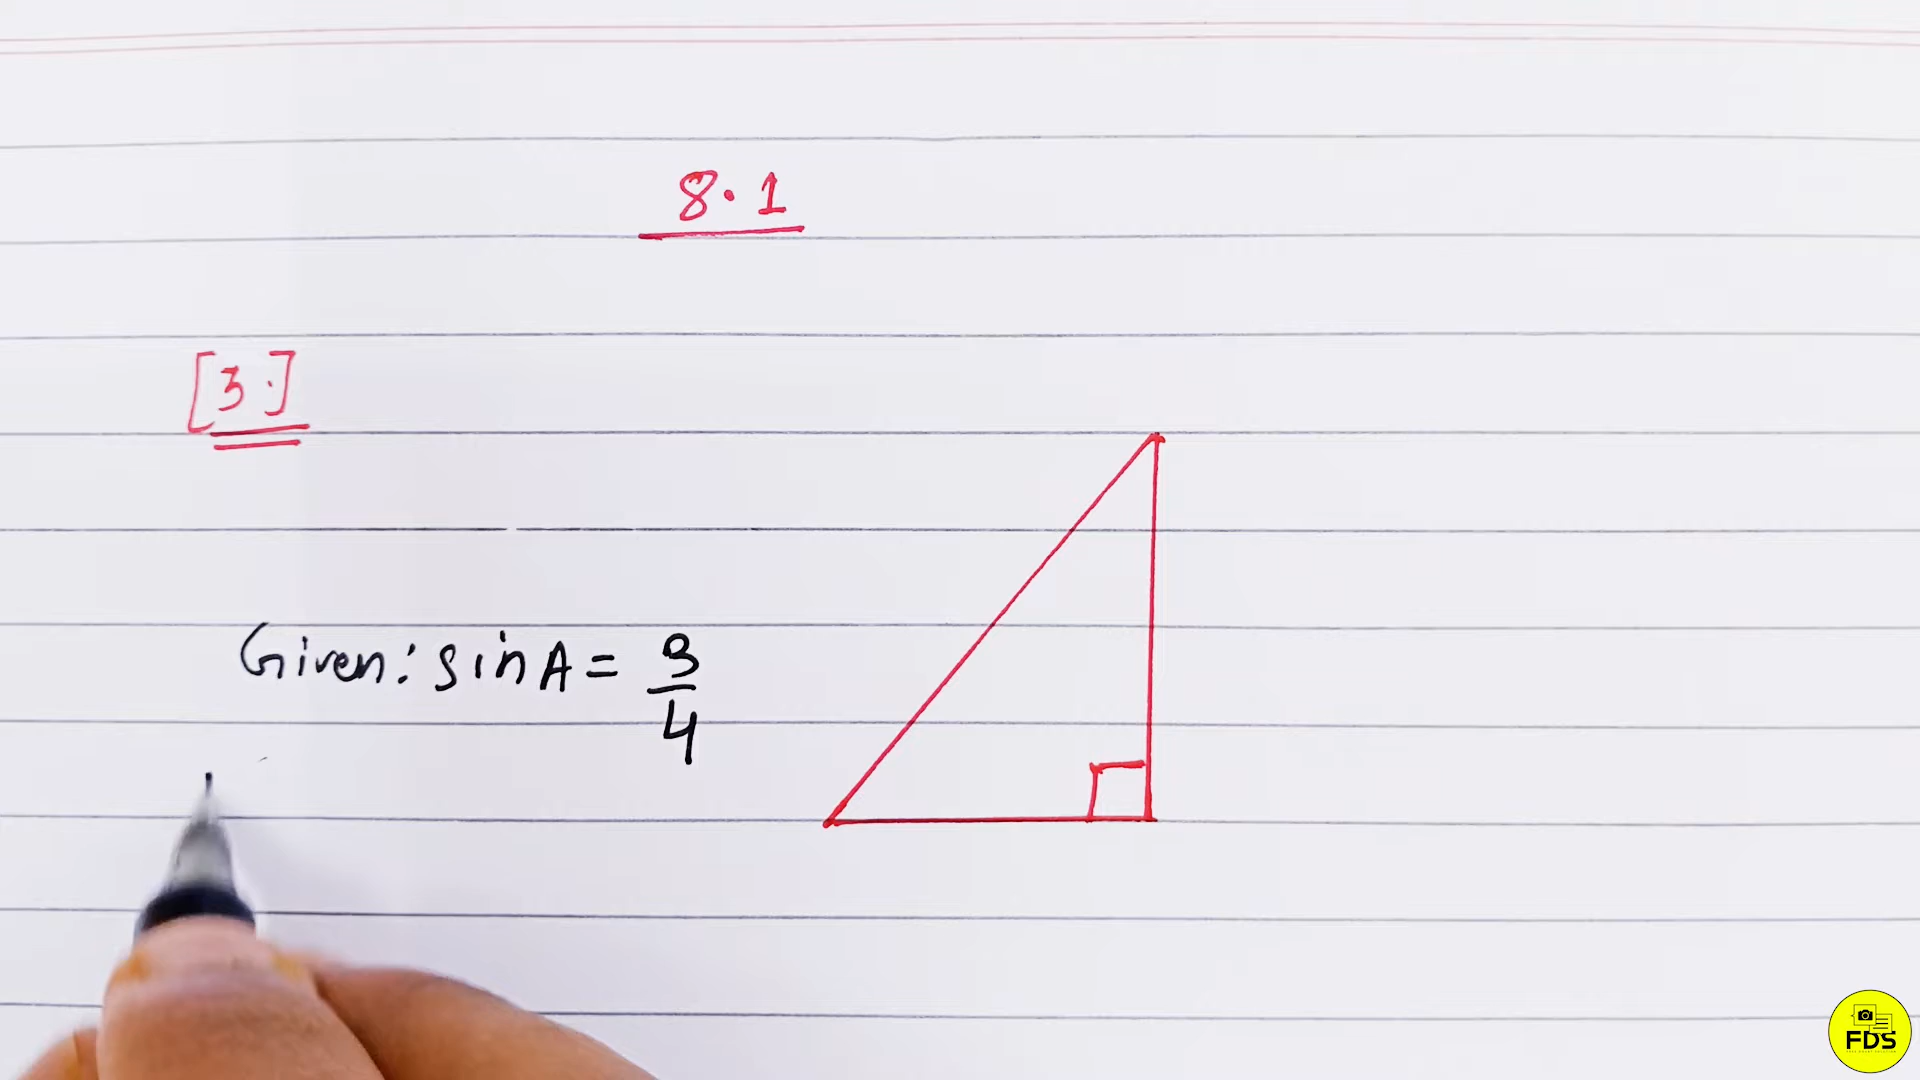 8.1
[3.]
Given: sin A = 3/4
FDS